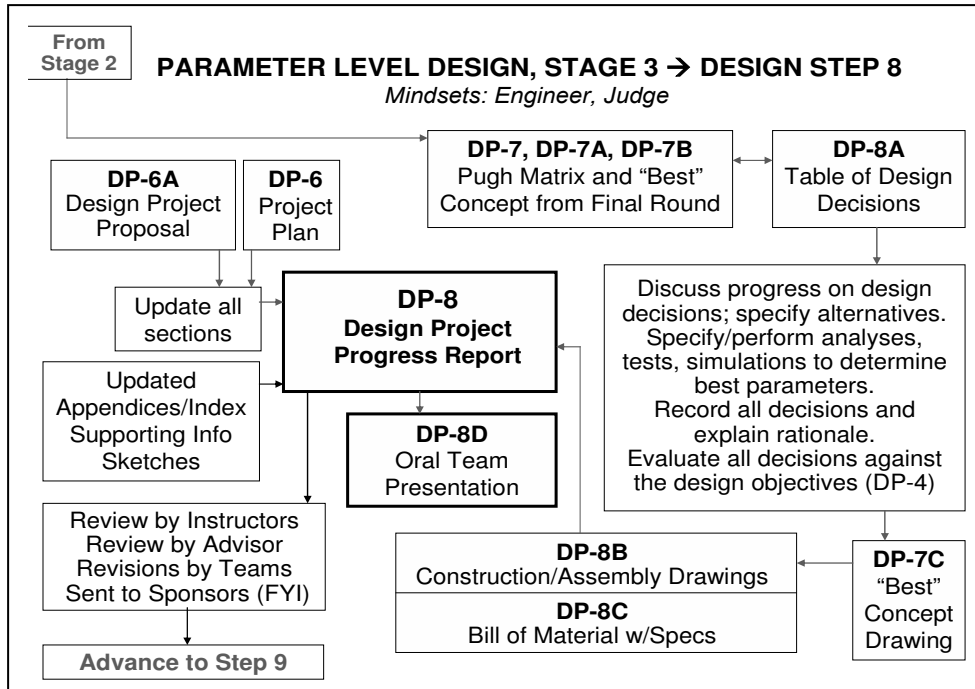 From
Stage 2
PARAMETER LEVEL DESIGN, STAGE 3 → DESIGN STEP 8
Mindsets: Engineer, Judge
DP-7, DP-7A, DP-7B
Pugh Matrix and “Best”
Concept from Final Round
DP-8A
Table of Design
Decisions
DP-6A
Design Project
Proposal
DP-6
Project
Plan
Update all
sections
DP-8
Design Project
Progress Report
Discuss progress on design
decisions; specify alternatives.
Specify/perform analyses,
tests, simulations to determine
best parameters.
Record all decisions and
explain rationale.
Evaluate all decisions against
the design objectives (DP-4)
Updated
Appendices/Index
Supporting Info
Sketches
DP-8D
Oral Team
Presentation
Review by Instructors
Review by Advisor
Revisions by Teams
Sent to Sponsors (FYI)
DP-8B
Construction/Assembly Drawings
DP-8C
Bill of Material w/Specs
DP-7C
“Best”
Concept
Drawing
Advance to Step 9